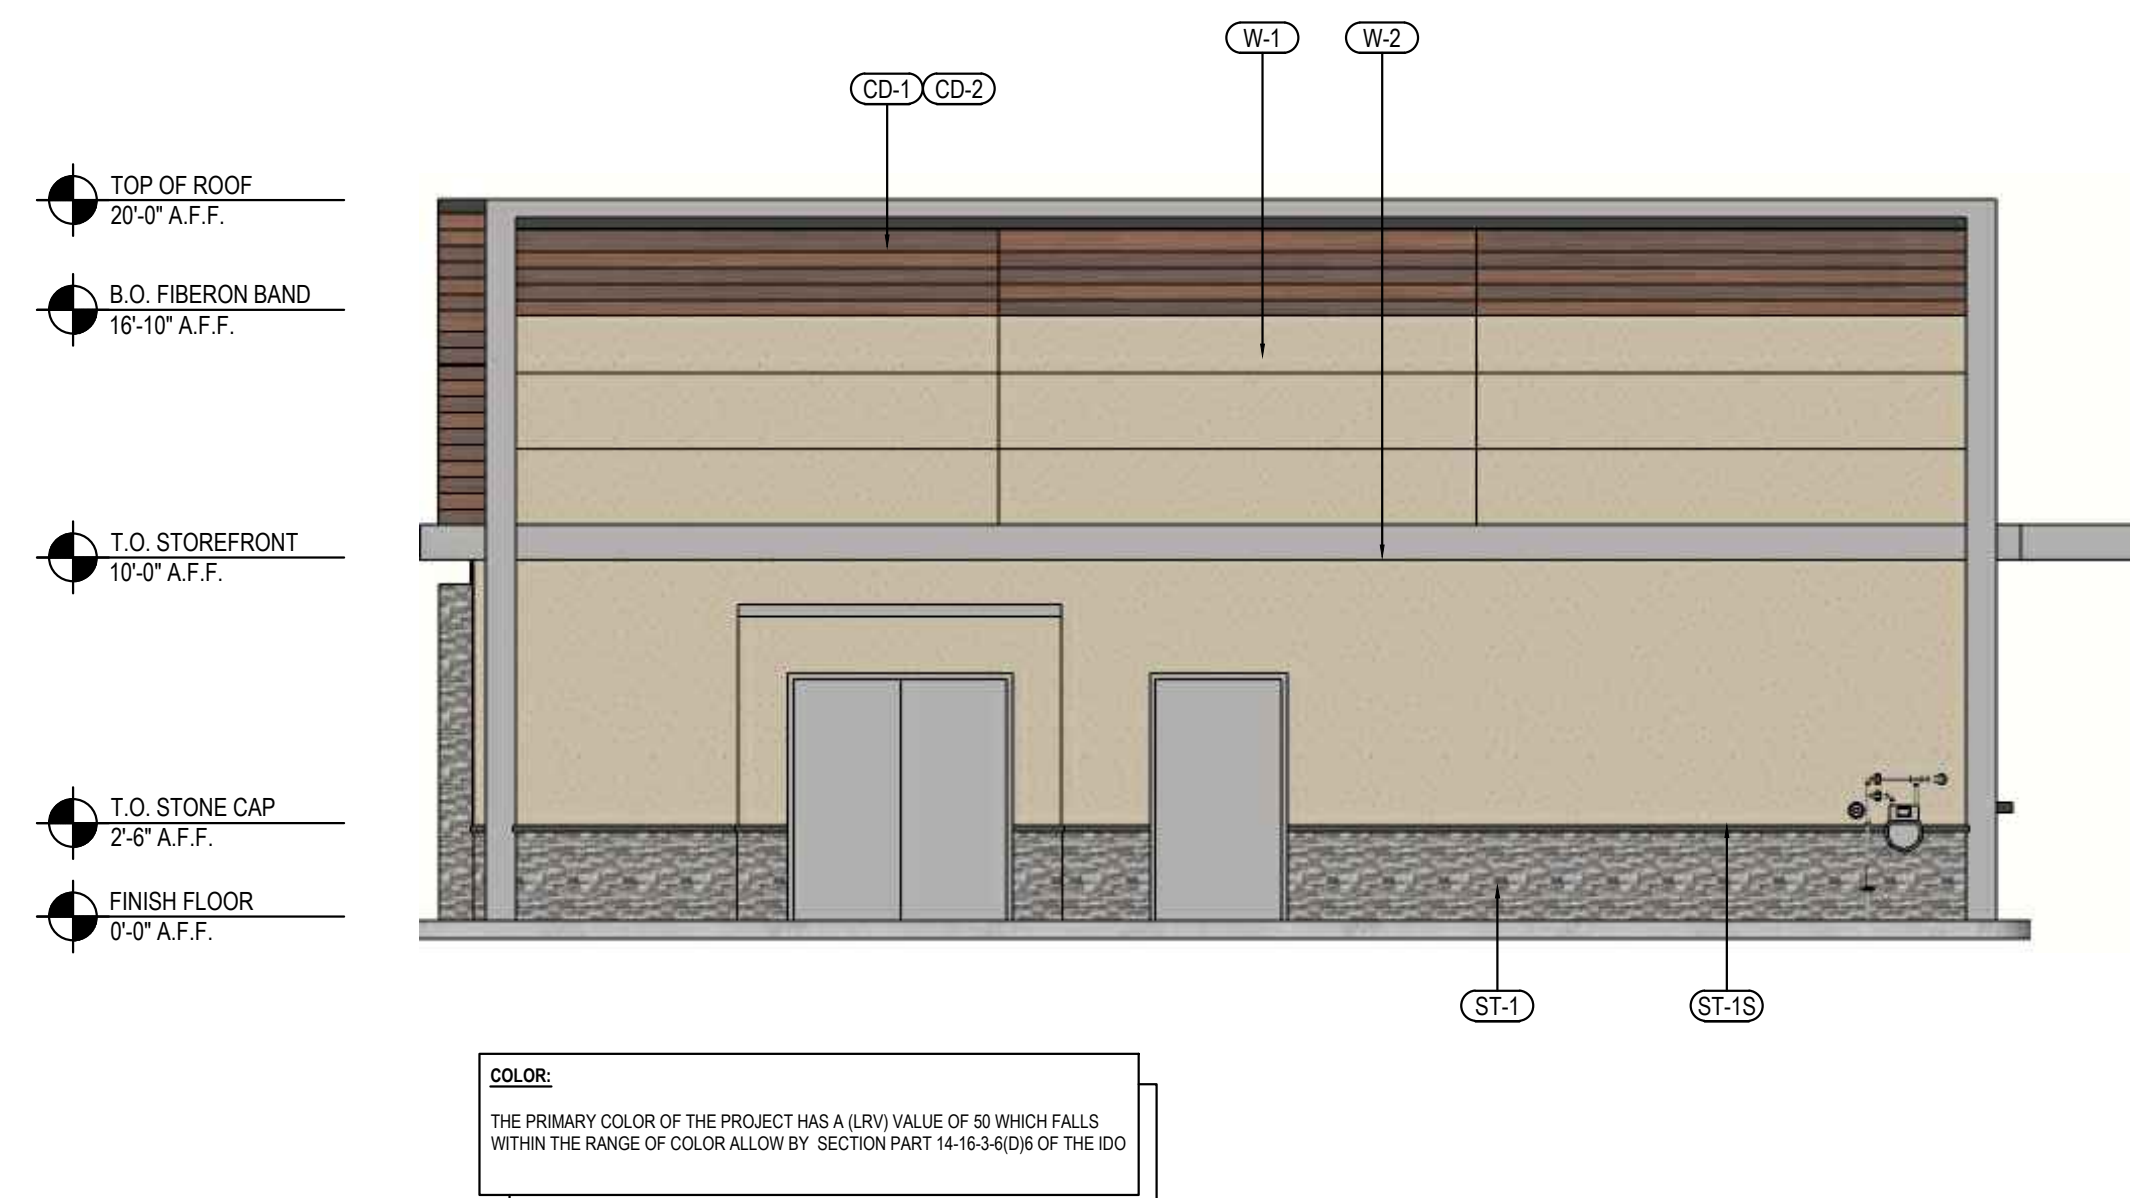 W-1
W-2
CD-1
CD-2
TOP OF ROOF
20'-0" A.F.F.
B.O. FIBERON BAND
16'-10" A.F.F.
T.O. STOREFRONT
10'-0" A.F.F.
T.O. STONE CAP
2'-6" A.F.F.
FINISH FLOOR
0'-0" A.F.F.
ST-1
ST-1S
COLOR:
THE PRIMARY COLOR OF THE PROJECT HAS A (LRV) VALUE OF 50 WHICH FALLS
WITHIN THE RANGE OF COLOR ALLOW BY SECTION PART 14-16-3-6(D)6 OF THE IDO